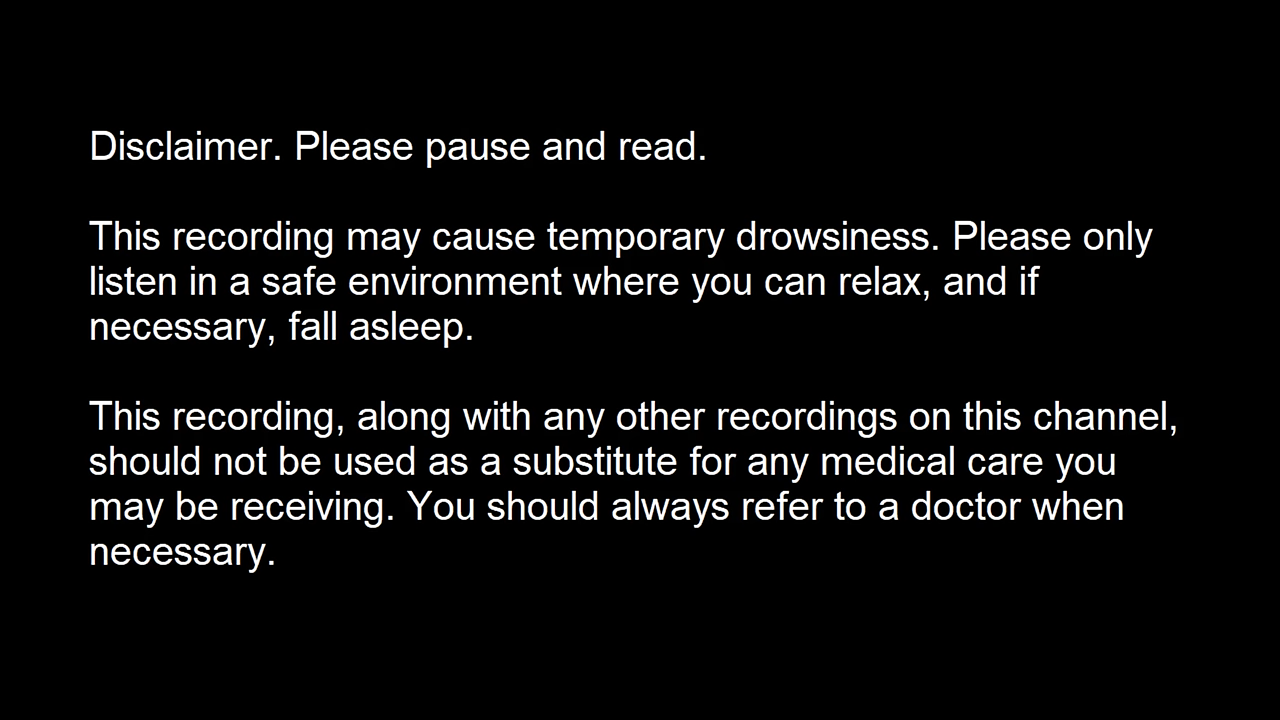 Disclaimer. Please pause and read.
This recording may cause temporary drowsiness. Please only
listen in a safe environment where you can relax, and if
necessary, fall asleep.
This recording, along with any other recordings on this channel,
should not be used as a substitute for any medical care you
may be receiving. You should always refer to a doctor when
necessary.